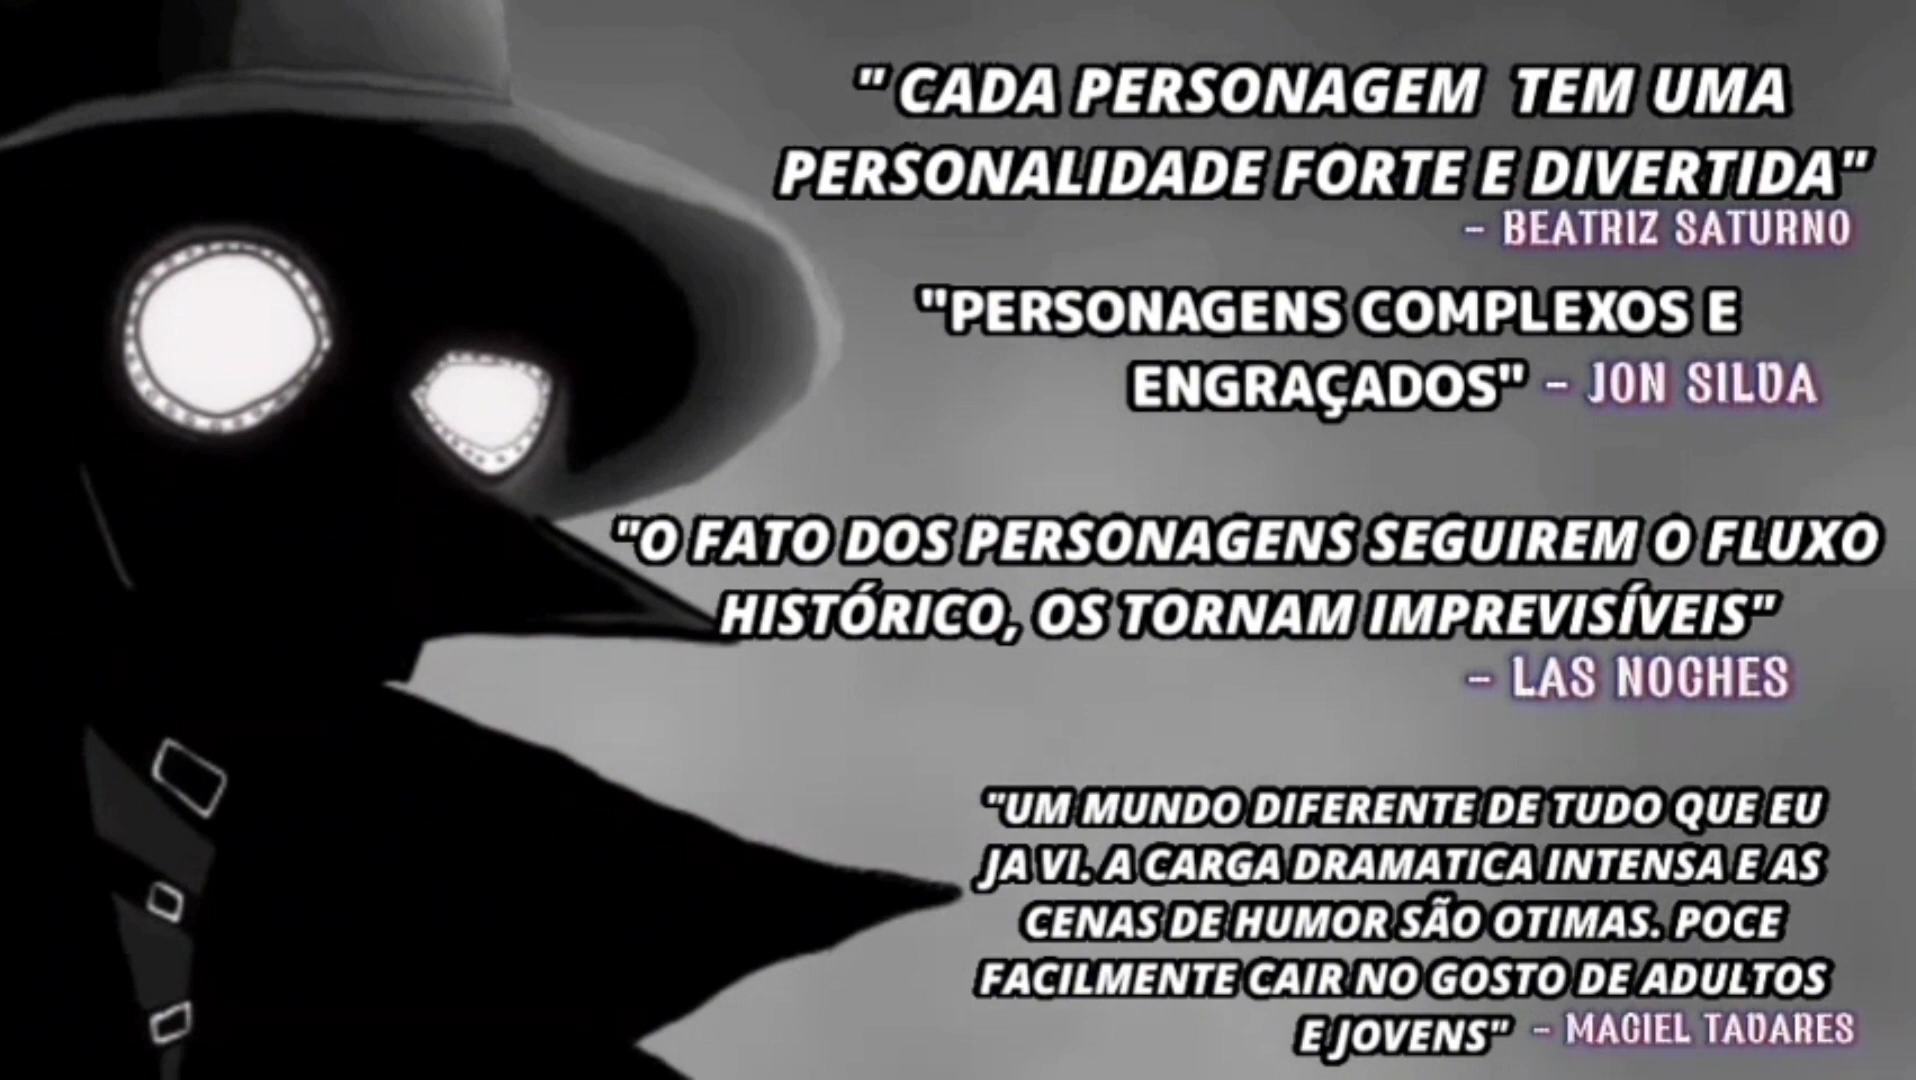 " CADA PERSONAGEM TEM UMA
PERSONALIDADE FORTE E DIVERTIDA"
- BEATRIZ SATURNO
"PERSONAGENS COMPLEXOS E
ENGRAÇADOS" - JON SILVA
"O FATO DOS PERSONAGENS SEGUIREM O FLUXO
HISTÓRICO, OS TORNAM IMPREVISÍVEIS"
- LAS NOCHES
"UM MUNDO DIFERENTE DE TUDO QUE EU
JA VI. A CARGA DRAMATICA INTENSA E AS
CENAS DE HUMOR SÃO OTIMAS. POCE
FACILMENTE CAIR NO GOSTO DE ADULTOS
E JOVENS" - MACIEL TAVARES